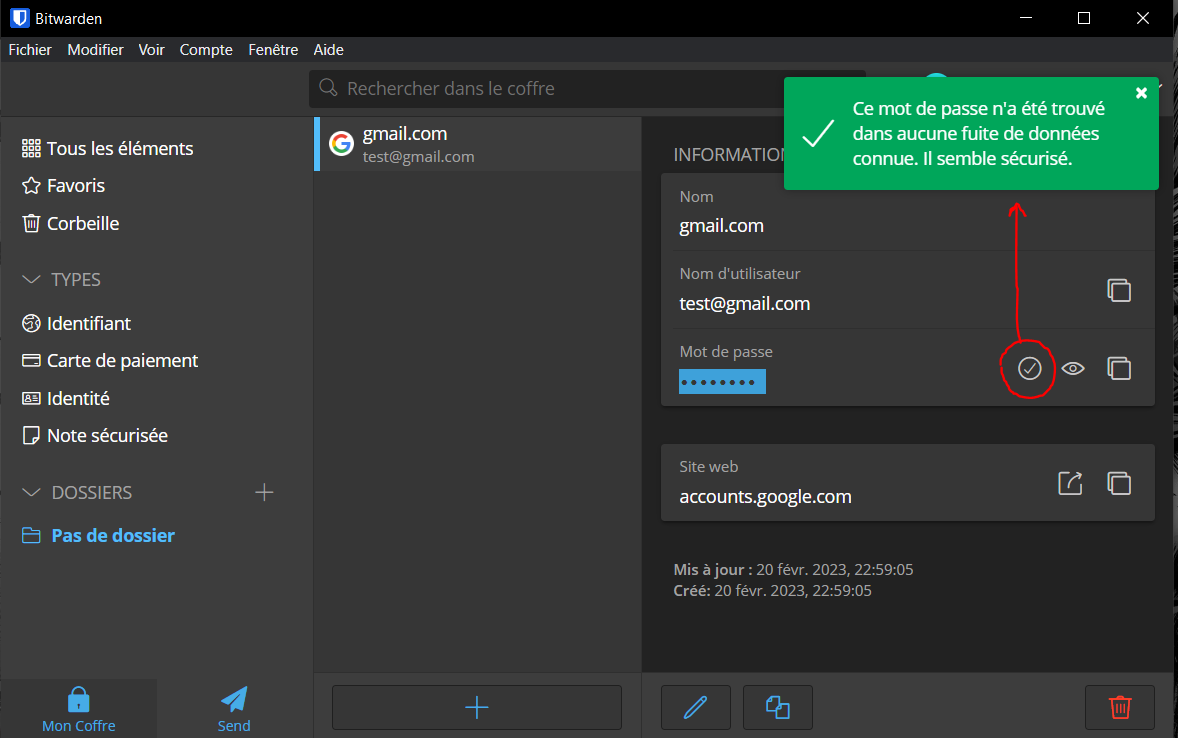 Bitwarden
Fichier Modifier Voir Compte Fenêtre Aide
Rechercher dans le coffre
Ce mot de passe n'a été trouvé
dans aucune fuite de données
connue. Il semble sécurisé.
Tous les éléments
Favoris
Corbeille
TYPES
Identifiant
Carte de paiement
Identité
Note sécurisée
DOSSIERS
Pas de dossier
Mon Coffre
Send
gmail.com
test@gmail.com
INFORMATION
Nom
gmail.com
Nom d'utilisateur
test@gmail.com
Mot de passe
••••••••
Site web
accounts.google.com
Mis à jour : 20 févr. 2023, 22:59:05
Créé: 20 févr. 2023, 22:59:05